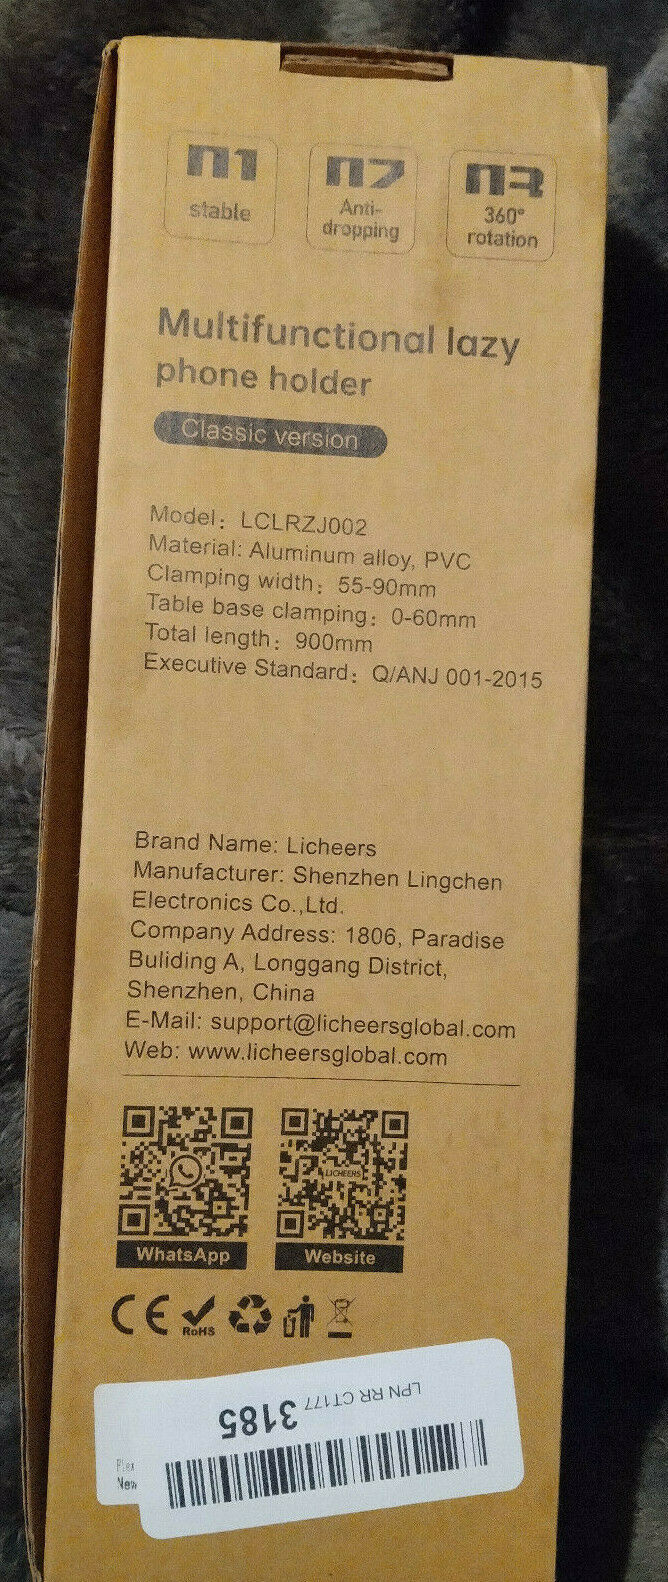 01
stable
02
Anti-
dropping
03
360°
rotation
Multifunctional lazy
phone holder
Classic version
Model： LCLRZJ002
Material: Aluminum alloy, PVC
Clamping width： 55-90mm
Table base clamping： 0-60mm
Total length： 900mm
Executive Standard： Q/ANJ 001-2015
Brand Name: Licheers
Manufacturer: Shenzhen Lingchen
Electronics Co.,Ltd.
Company Address: 1806, Paradise
Buliding A, Longgang District,
Shenzhen, China
E-Mail: support@licheersglobal.com
Web: www.licheersglobal.com
LICHEERS
WhatsApp
Website
CE
RoHS
LPN RR CT177 3185
New